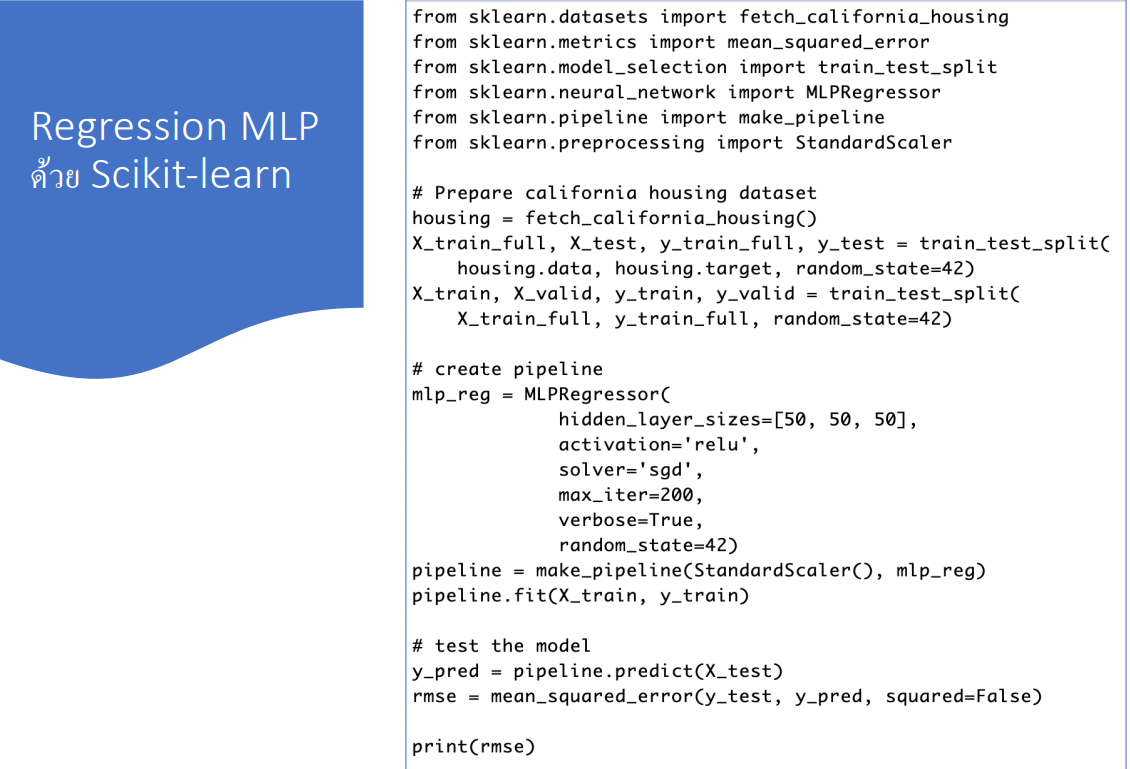 Regression MLP
ด้วย Scikit-learn
from sklearn.datasets import fetch_california_housing
from sklearn.metrics import mean_squared_error
from sklearn.model_selection import train_test_split
from sklearn.neural_network import MLPRegressor
from sklearn.pipeline import make_pipeline
from sklearn.preprocessing import StandardScaler

# Prepare california housing dataset
housing = fetch_california_housing()
X_train_full, X_test, y_train_full, y_test = train_test_split(
    housing.data, housing.target, random_state=42)
X_train, X_valid, y_train, y_valid = train_test_split(
    X_train_full, y_train_full, random_state=42)

# create pipeline
mlp_reg = MLPRegressor(
             hidden_layer_sizes=[50, 50, 50],
             activation='relu',
             solver='sgd',
             max_iter=200,
             verbose=True,
             random_state=42)
pipeline = make_pipeline(StandardScaler(), mlp_reg)
pipeline.fit(X_train, y_train)

# test the model
y_pred = pipeline.predict(X_test)
rmse = mean_squared_error(y_test, y_pred, squared=False)

print(rmse)